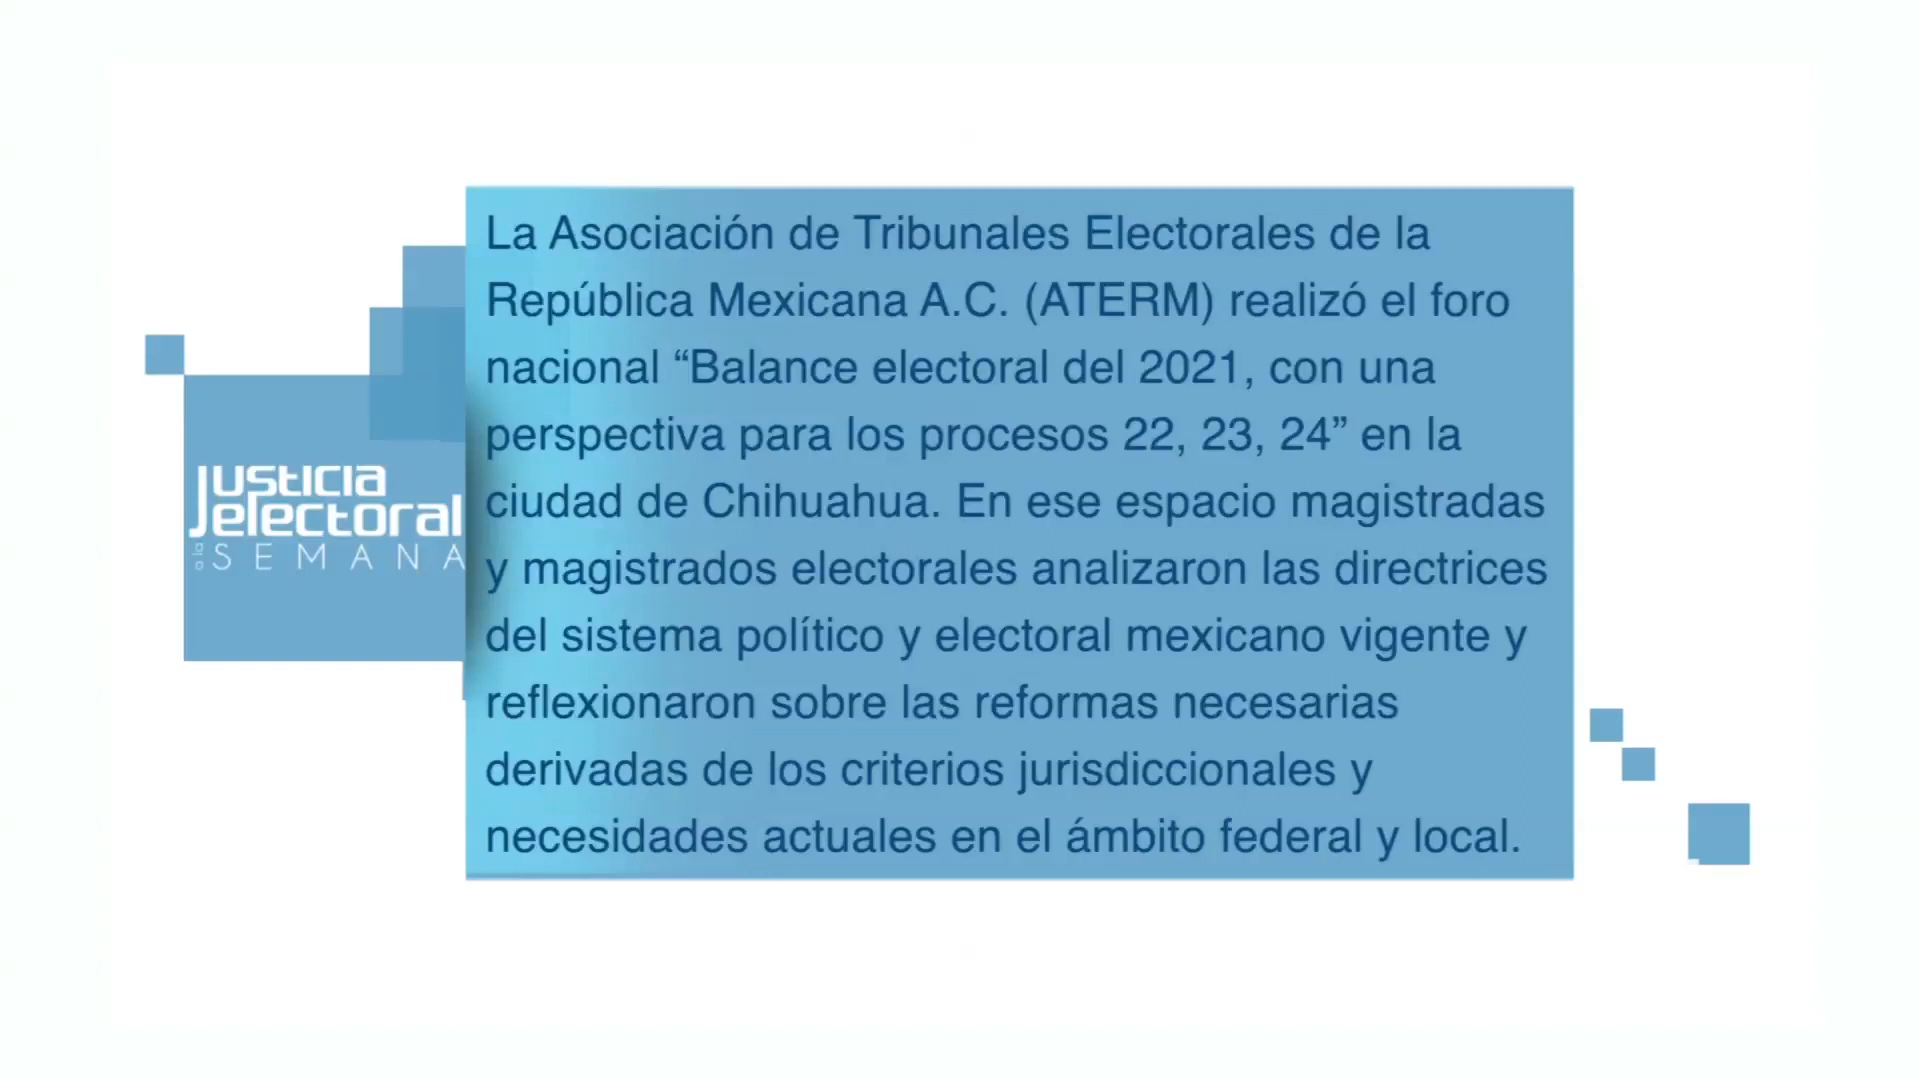 Justicia
electoral
a la
SEMANA
La Asociación de Tribunales Electorales de la
República Mexicana A.C. (ATERM) realizó el foro
nacional “Balance electoral del 2021, con una
perspectiva para los procesos 22, 23, 24” en la
ciudad de Chihuahua. En ese espacio magistradas
y magistrados electorales analizaron las directrices
del sistema político y electoral mexicano vigente y
reflexionaron sobre las reformas necesarias
derivadas de los criterios jurisdiccionales y
necesidades actuales en el ámbito federal y local.